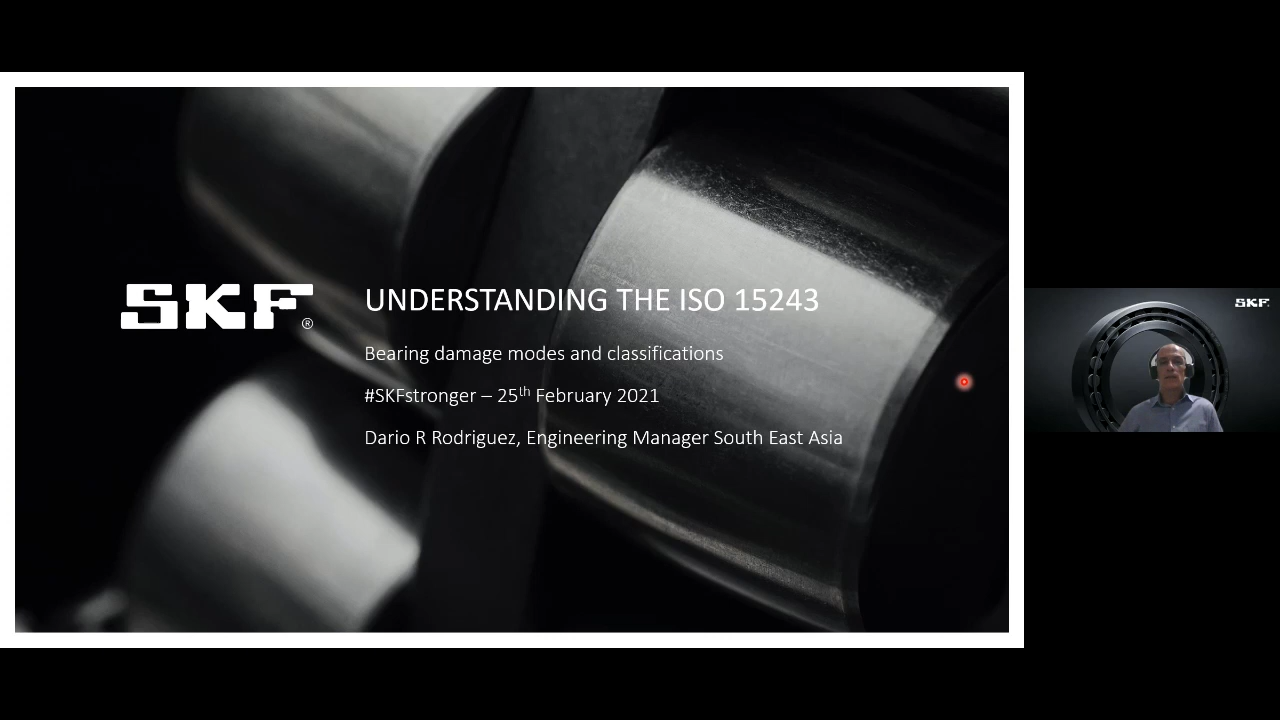 SKF®
UNDERSTANDING THE ISO 15243
Bearing damage modes and classifications
#SKFstronger – 25th February 2021
Dario R Rodriguez, Engineering Manager South East Asia
SKF